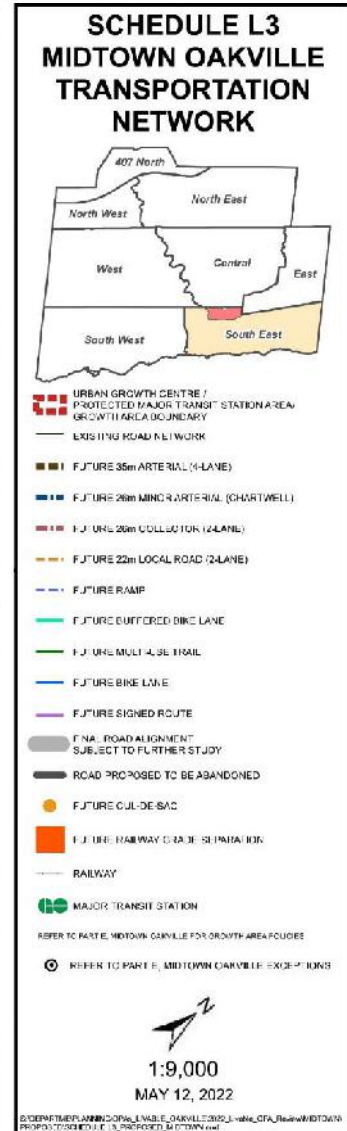 SCHEDULE L3
MIDTOWN OAKVILLE
TRANSPORTATION
NETWORK
407 North
North West
North East
West
Central
East
South West
South East
URBAN GROWTH CENTRE /
PROTECTED MAJOR TRANSIT STATION AREA/
GROWTH AREA BOUNDARY
EXISTING ROAD NETWORK
FUTURE 35m ARTERIAL (4-LANE)
FUTURE 26m MINOR ARTERIAL (CHARTWELL)
FUTURE 26m COLLECTOR (2-LANE)
FUTURE 22m LOCAL ROAD (2-LANE)
FUTURE RAMP
FUTURE BUFFERED BIKE LANE
FUTURE MULTI-USE TRAIL
FUTURE BIKE LANE
FUTURE SIGNED ROUTE
FINAL ROAD ALIGNMENT
SUBJECT TO FURTHER STUDY
ROAD PROPOSED TO BE ABANDONED
FUTURE CUL-DE-SAC
FUTURE RAILWAY GRADE SEPARATION
RAILWAY
MAJOR TRANSIT STATION
REFER TO PART E, MIDTOWN OAKVILLE FOR GROWTH AREA POLICIES
REFER TO PART E, MIDTOWN OAKVILLE EXCEPTIONS
Z
1:9,000
MAY 12, 2022